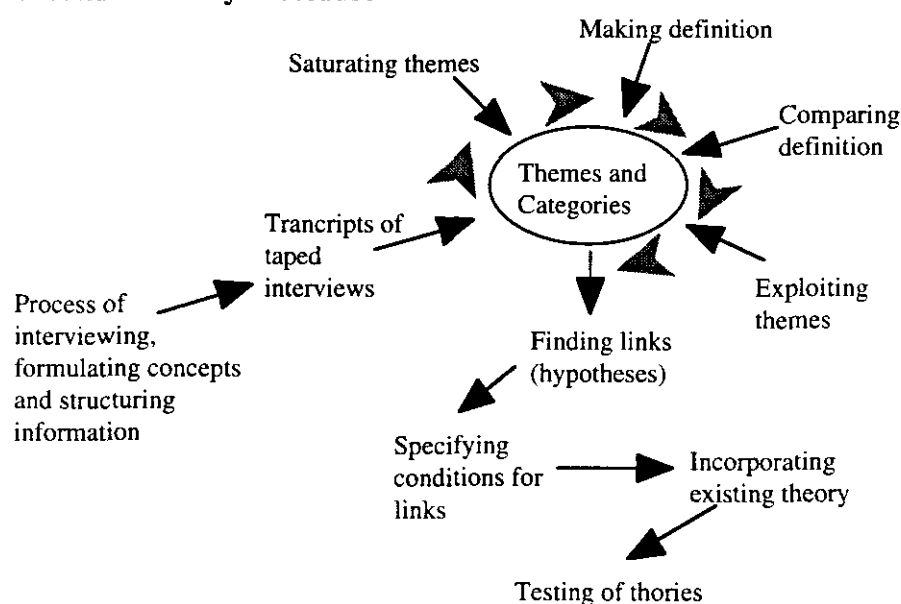 Making definition
Saturating themes
Comparing
definition
Themes and
Categories
Trancripts of
taped
interviews
Exploiting
themes
Process of
interviewing,
formulating concepts
and structuring
information
Finding links
(hypotheses)
Specifying
conditions for
links
Incorporating
existing theory
Testing of thories